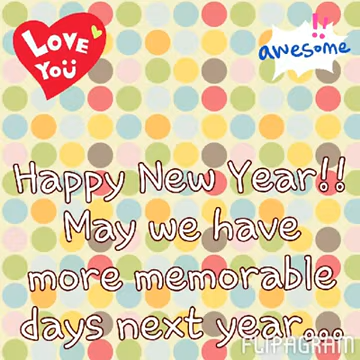 LOVE
YOU
!!
awesome
Happy New Year!!
May we have
more memorable
days next year...
FLIPAGRAM